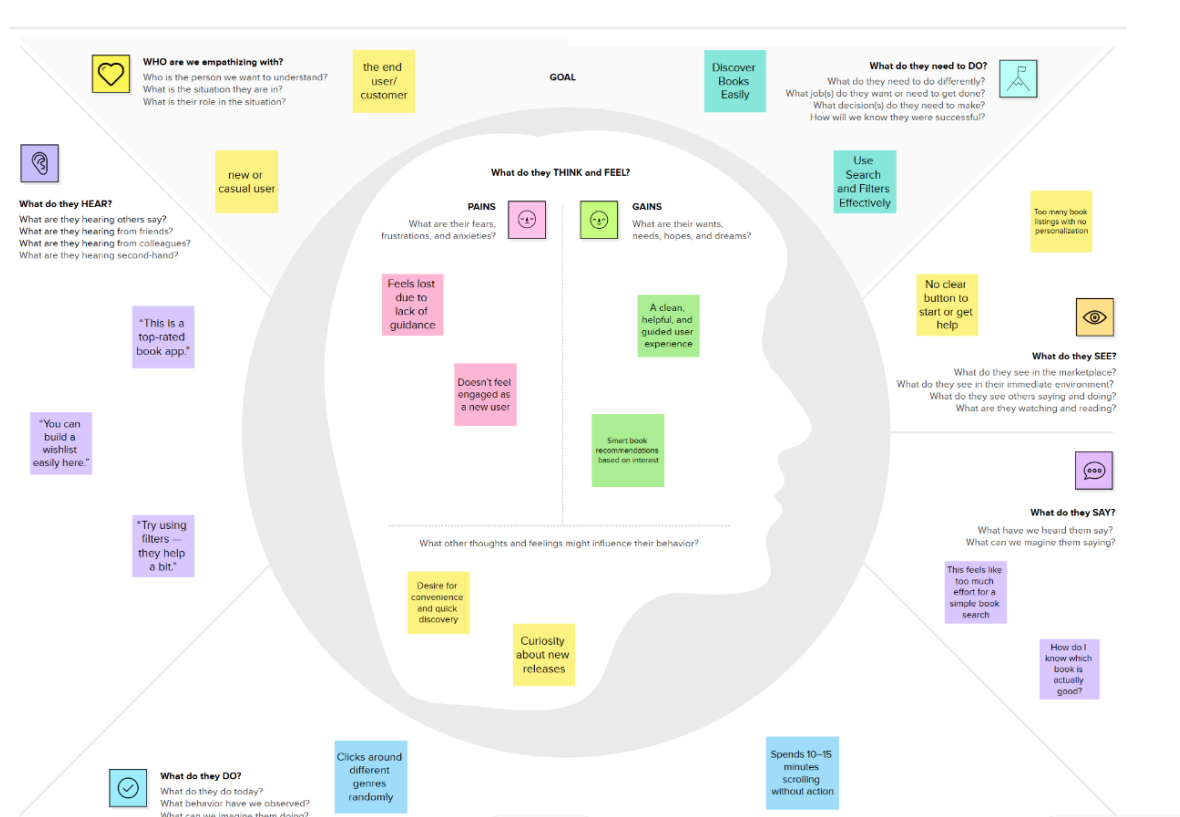 WHO are we empathizing with?
Who is the person we want to understand?
What is the situation they are in?
What is their role in the situation?
the end
user/
customer
new or
casual user
GOAL
Discover
Books
Easily
What do they need to DO?
What do they need to do differently?
What job(s) do they want or need to get done?
What decision(s) do they need to make?
How will we know they were successful?
Use
Search
and Filters
Effectively
What do they HEAR?
What are they hearing others say?
What are they hearing from friends?
What are they hearing from colleagues?
What are they hearing second-hand?
“This is a
top-rated
book app.”
“You can
build a
wishlist
easily here.”
“Try using
filters —
they help
a bit.”
What do they THINK and FEEL?
PAINS
What are their fears,
frustrations, and anxieties?
GAINS
What are their wants,
needs, hopes, and dreams?
Feels lost
due to
lack of
guidance
Doesn't feel
engaged as
a new user
A clean,
helpful, and
guided user
experience
Smart book
recommendations
based on interest
What other thoughts and feelings might influence their behavior?
Desire for
convenience
and quick
discovery
Curiosity
about new
releases
Too many book
listings with no
personalization
No clear
button to
start or get
help
What do they SEE?
What do they see in the marketplace?
What do they see in their immediate environment?
What do they see others saying and doing?
What are they watching and reading?
What do they SAY?
What have we heard them say?
What can we magine them saying?
This feels like
too much
effort for a
simple book
search
How do I
know which
book is
actually
good?
What do they DO?
What do they do today?
What behavior have we observed?
What can we imagine them doing?
Clicks around
different
genres
randomly
Spends 10–15
minutes
scrolling
without action